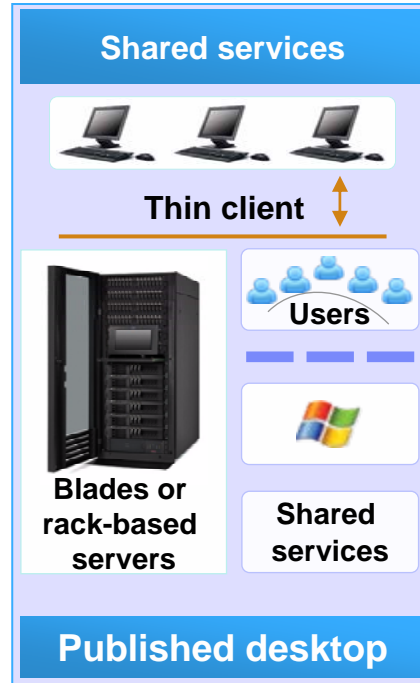 Shared services
Thin client
Users
Blades or
rack-based
servers
Shared
services
Published desktop